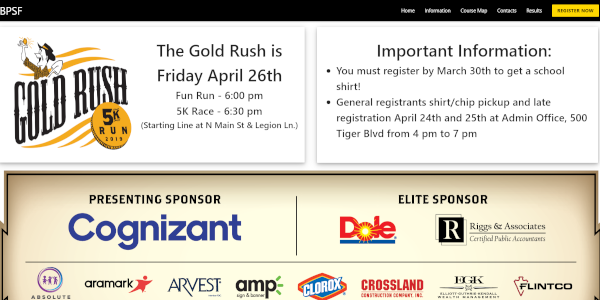 BPSF
Home Information Course Map Contacts Results REGISTER NOW
GOLD RUSH
5K
RUN
2019
The Gold Rush is
Friday April 26th
Fun Run - 6:00 pm
5K Race - 6:30 pm
(Starting Line at N Main St & Legion Ln.)
Important Information:
You must register by March 30th to get a school
shirt!
General registrants shirt/chip pickup and late
registration April 24th and 25th at Admin Office, 500
Tiger Blvd from 4 pm to 7 pm
PRESENTING SPONSOR
Cognizant
ELITE SPONSOR
Dole
R Riggs & Associates
Certified Public Accountants
ABSOLUTE
aramark
ARVEST
amp
sign & banner
CLOROX
CROSSLAND
CONSTRUCTION COMPANY, INC.
EGK
ELLIOTT GUTHRIE KENDALL
WEALTH MANAGEMENT
FLINTCO